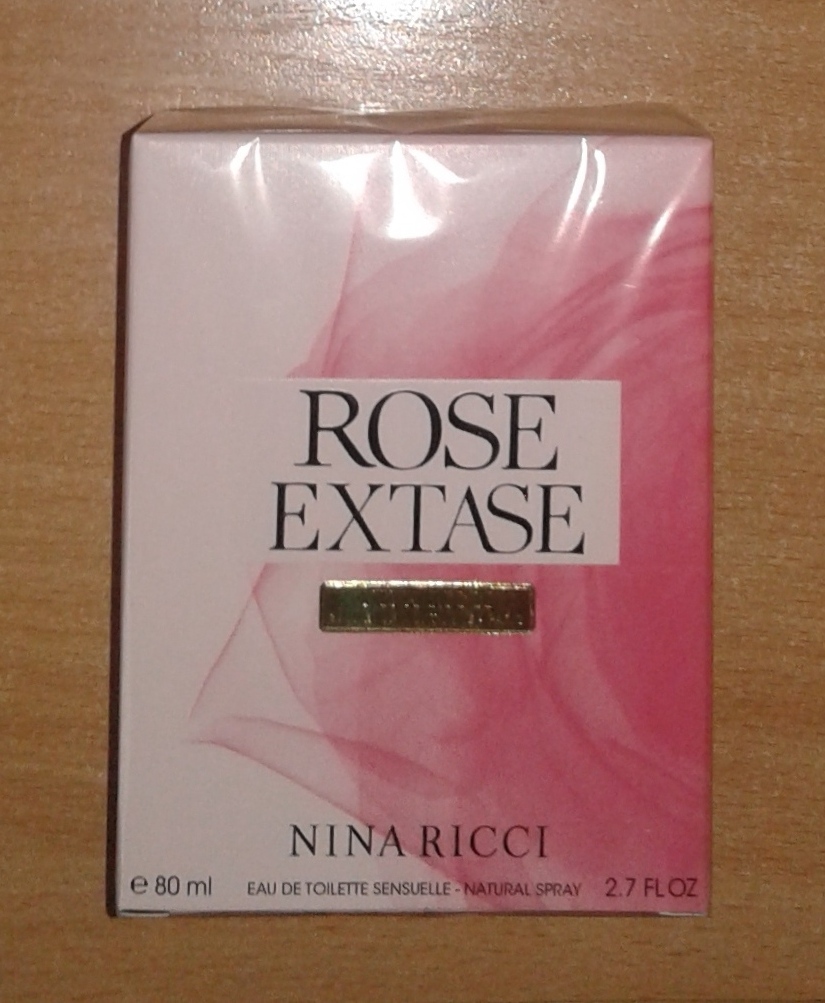 ROSE
EXTASE
NINA RICCI
℮ 80 ml EAU DE TOILETTE SENSUELLE - NATURAL SPRAY 2.7 FL OZ